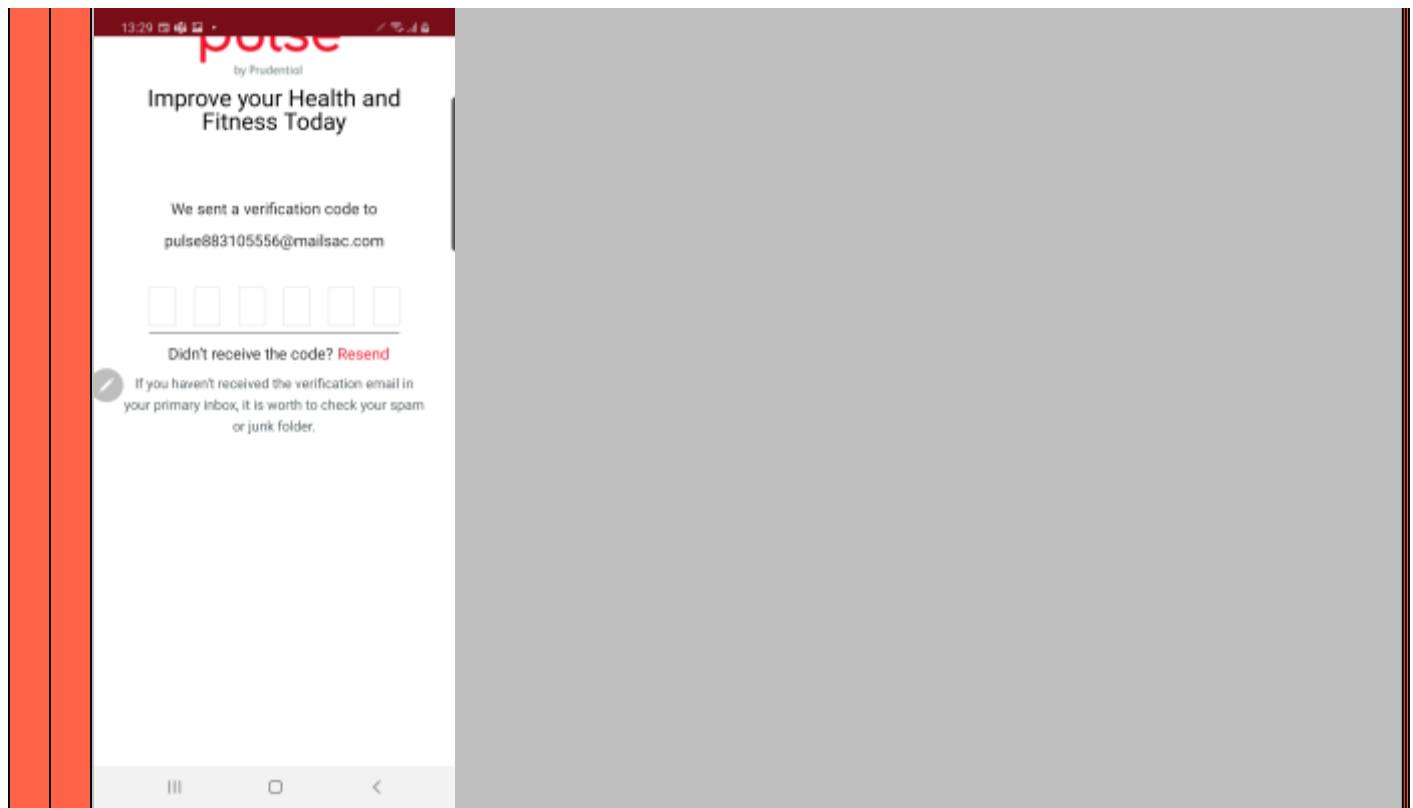 13:29
pulse
by Prudential
Improve your Health and
Fitness Today
We sent a verification code to
pulse883105556@mailsac.com
Didn't receive the code? Resend
If you haven't received the verification email in
your primary inbox, it is worth to check your spam
or junk folder.